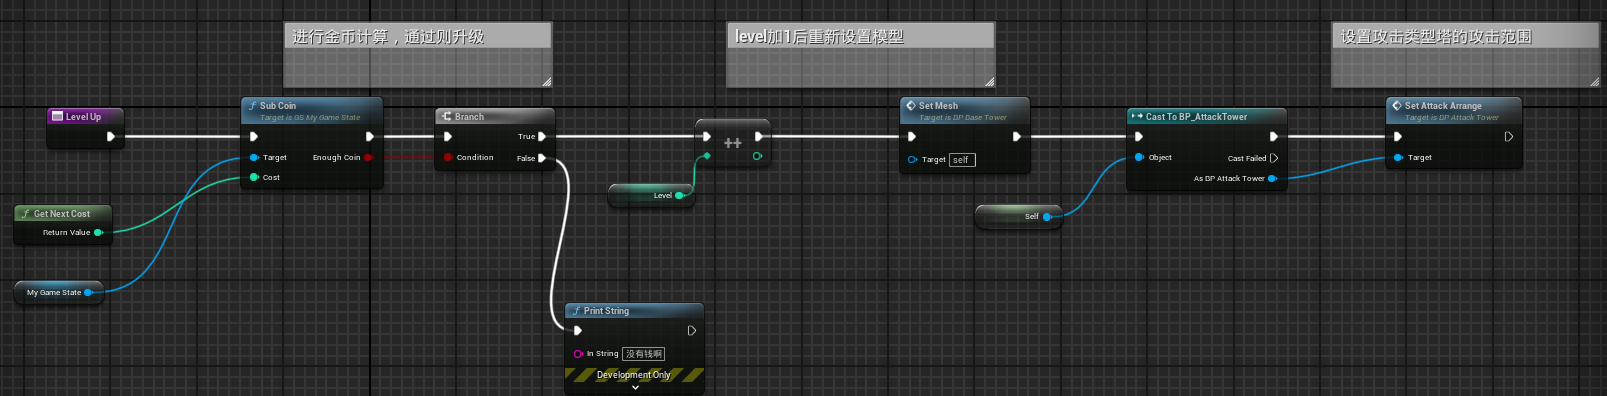 进行金币计算，通过则升级
level加1后重新设置模型
设置攻击类型塔的攻击范围
Level Up
Sub Coin
Target is GS My Game State
Target
Enough Coin
Cost
Branch
True
Condition
False
++
Level
Set Mesh
Target is BP Base Tower
Target self
Cast To BP_AttackTower
Object
Cast Failed
As BP Attack Tower
Set Attack Arrange
Target is BP Attack Tower
Target
Get Next Cost
Return Value
My Game State
Self
Print String
In String 没有钱啊
Development Only